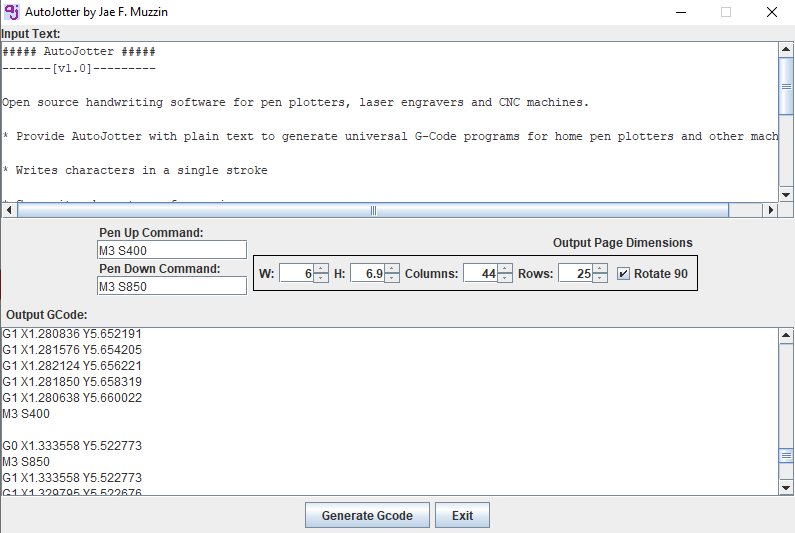 AutoJotter by Jae F. Muzzin
Input Text:
##### AutoJotter #####
-------[v1.0]---------
Open source handwriting software for pen plotters, laser engravers and CNC machines.
* Provide AutoJotter with plain text to generate universal G-Code programs for home pen plotters and other mach
* Writes characters in a single stroke
Pen Up Command:
M3 S400
Pen Down Command:
M3 S850
Output Page Dimensions
W: 6 H: 6.9 Columns: 44 Rows: 25 Rotate 90
Output GCode:
G1 X1.280836 Y5.652191
G1 X1.281576 Y5.654205
G1 X1.282124 Y5.656221
G1 X1.281850 Y5.658319
G1 X1.280638 Y5.660022
M3 S400
G0 X1.333558 Y5.522773
M3 S850
G1 X1.333558 Y5.522773
G1 X1.329795 Y5.522676
Generate Gcode Exit